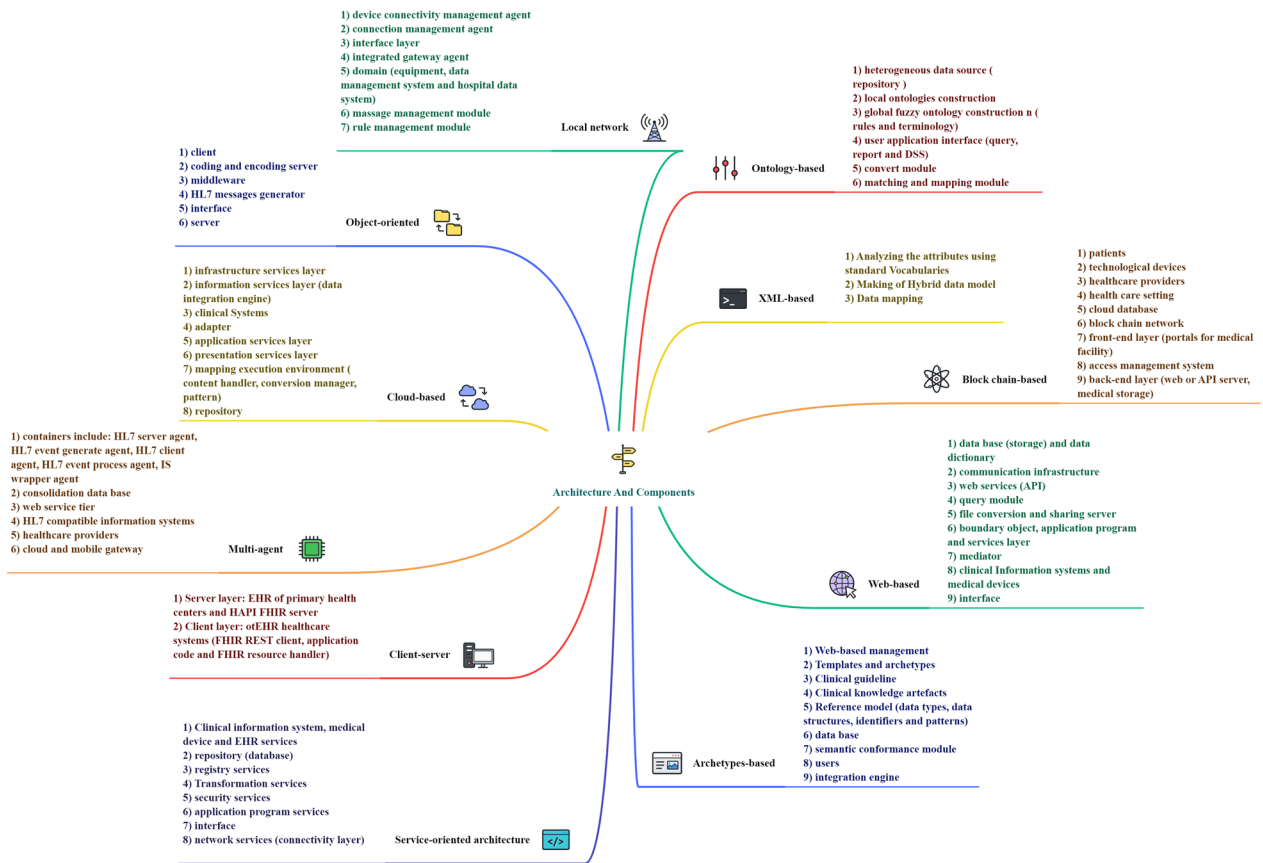 1) device connectivity management agent
2) connection management agent
3) interface layer
4) integrated gateway agent
5) domain (equipment, data
management system and hospital data
system)
6) massage management module
7) rule management module
Local network
1) heterogeneous data source (
repository )
2) local ontologies construction
3) global fuzzy ontology construction n (
rules and terminology)
4) user application interface (query,
report and DSS)
5) convert module
6) matching and mapping module
Ontology-based
1) client
2) coding and encoding server
3) middleware
4) HL7 messages generator
5) interface
6) server
Object-oriented
1) Analyzing the attributes using
standard Vocabularies
2) Making of Hybrid data model
3) Data mapping
XML-based
1) patients
2) technological devices
3) healthcare providers
4) health care setting
5) cloud database
6) block chain network
7) front-end layer (portals for medical
facility)
8) access management system
9) back-end layer (web or API server,
medical storage)
Block chain-based
1) infrastructure services layer
2) information services layer (data
integration engine)
3) clinical Systems
4) adapter
5) application services layer
6) presentation services layer
7) mapping execution environment (
content handler, conversion manager,
pattern)
8) repository
Cloud-based
Architecture And Components
1) containers include: HL7 server agent,
HL7 event generate agent, HL7 client
agent, HL7 event process agent, IS
wrapper agent
2) consolidation data base
3) web service tier
4) HL7 compatible information systems
5) healthcare providers
6) cloud and mobile gateway
Multi-agent
1) data base (storage) and data
dictionary
2) communication infrastructure
3) web services (API)
4) query module
5) file conversion and sharing server
6) boundary object, application program
and services layer
7) mediator
8) clinical Information systems and
medical devices
9) interface
Web-based
1) Server layer: EHR of primary health
centers and HAPI FHIR server
2) Client layer: otEHR healthcare
systems (FHIR REST client, application
code and FHIR resource handler)
Client-server
1) Web-based management
2) Templates and archetypes
3) Clinical guideline
4) Clinical knowledge artefacts
5) Reference model (data types, data
structures, identifiers and patterns)
6) data base
7) semantic conformance module
8) users
9) integration engine
Archetypes-based
1) Clinical information system, medical
device and EHR services
2) repository (database)
3) registry services
4) Transformation services
5) security services
6) application program services
7) interface
8) network services (connectivity layer)
Service-oriented architecture